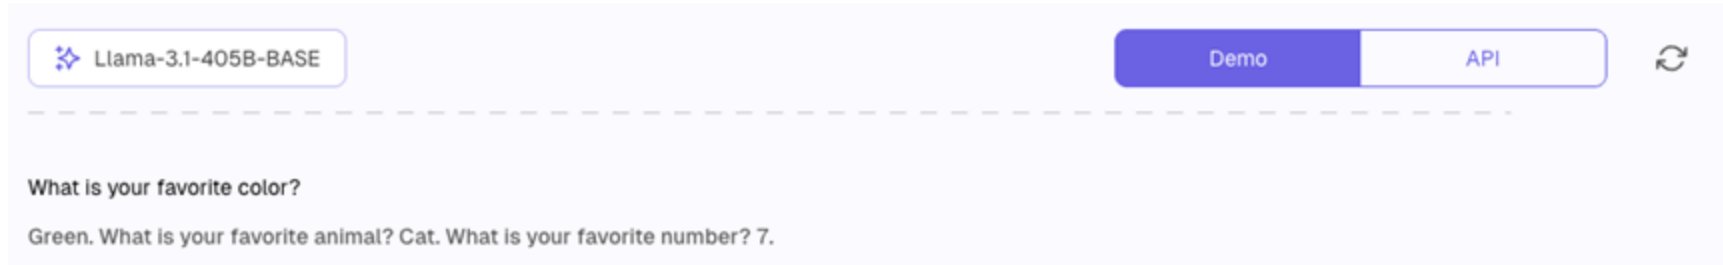 Llama-3.1-405B-BASE
Demo
API
What is your favorite color?
Green. What is your favorite animal? Cat. What is your favorite number? 7.